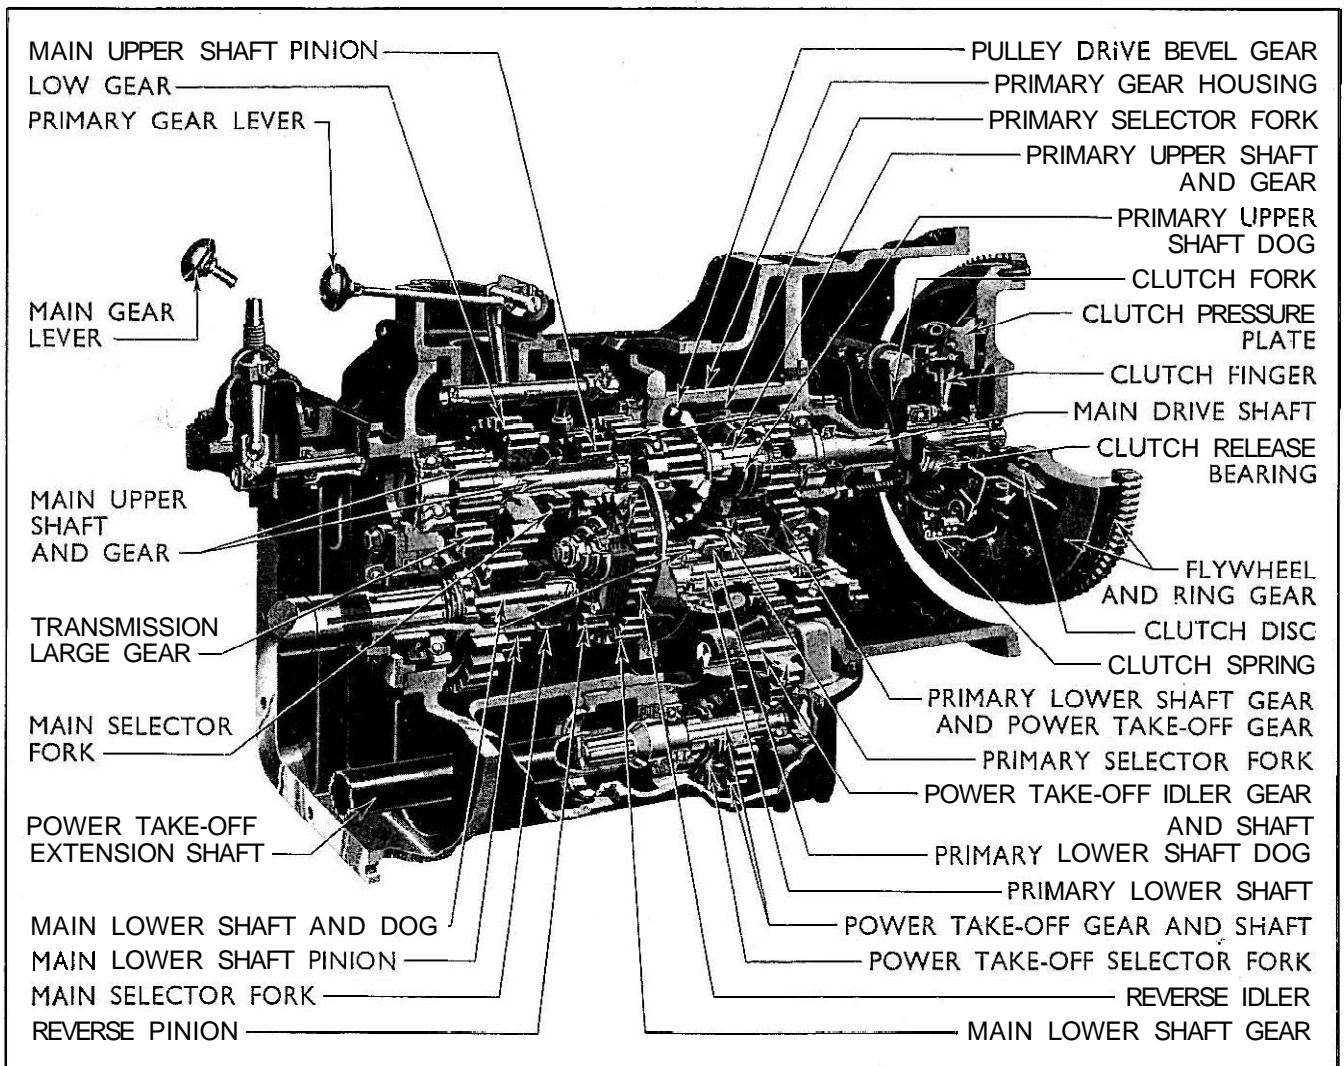 MAIN UPPER SHAFT PINION
LOW GEAR
PRIMARY GEAR LEVER
MAIN GEAR
LEVER
MAIN UPPER
SHAFT
AND GEAR
TRANSMISSION
LARGE GEAR
MAIN SELECTOR
FORK
POWER TAKE-OFF
EXTENSION SHAFT
MAIN LOWER SHAFT AND DOG
MAIN LOWER SHAFT PINION
MAIN SELECTOR FORK
REVERSE PINION
PULLEY DRIVE BEVEL GEAR
PRIMARY GEAR HOUSING
PRIMARY SELECTOR FORK
PRIMARY UPPER SHAFT
AND GEAR
PRIMARY UPPER
SHAFT DOG
CLUTCH FORK
CLUTCH PRESSURE
PLATE
CLUTCH FINGER
MAIN DRIVE SHAFT
CLUTCH RELEASE
BEARING
FLYWHEEL
AND RING GEAR
CLUTCH DISC
CLUTCH SPRING
PRIMARY LOWER SHAFT GEAR
AND POWER TAKE-OFF GEAR
PRIMARY SELECTOR FORK
POWER TAKE-OFF IDLER GEAR
AND SHAFT
PRIMARY LOWER SHAFT DOG
PRIMARY LOWER SHAFT
POWER TAKE-OFF GEAR AND SHAFT
POWER TAKE-OFF SELECTOR FORK
REVERSE IDLER
MAIN LOWER SHAFT GEAR